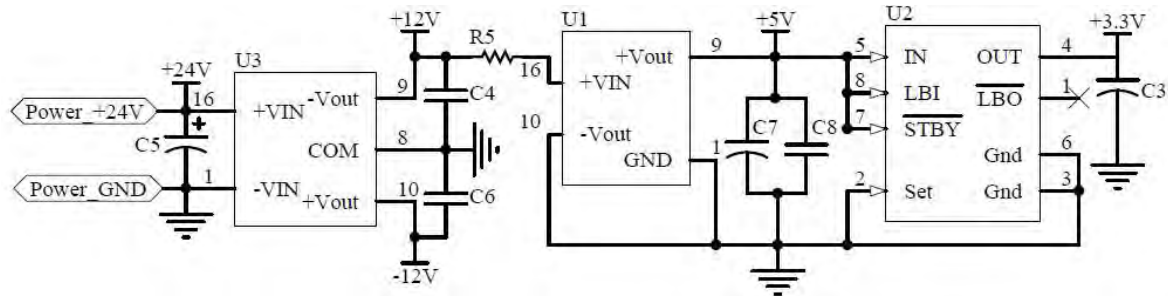 +12V
U1
+5V
U2
+3.3V
R5
U3
+24V
9
5
IN
OUT
4
+Vout
16
+VIN
Power_+24V
16
+VIN
-Vout
9
C4
8
LBI
LBO
1
C3
C5
COM
8
10
-Vout
1
GND
C7
C8
7
STBY
Gnd
6
Power_GND
1
-VIN
+Vout
10
C6
2
Set
Gnd
3
-12V